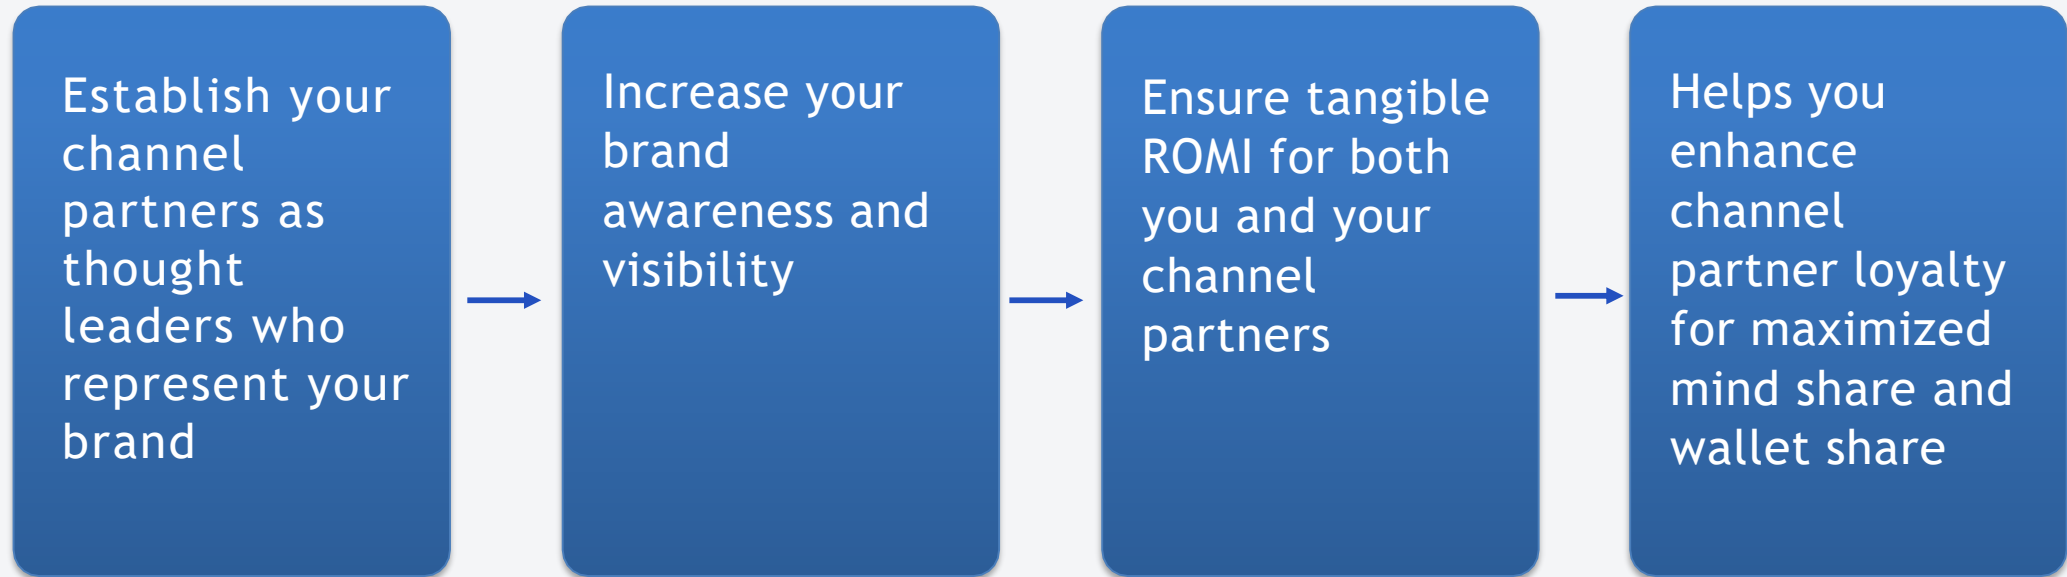 Establish your
channel
partners as
thought
leaders who
represent your
brand
Increase your
brand
awareness and
visibility
Ensure tangible
ROMI for both
you and your
channel
partners
Helps you
enhance
channel
partner loyalty
for maximized
mind share and
wallet share